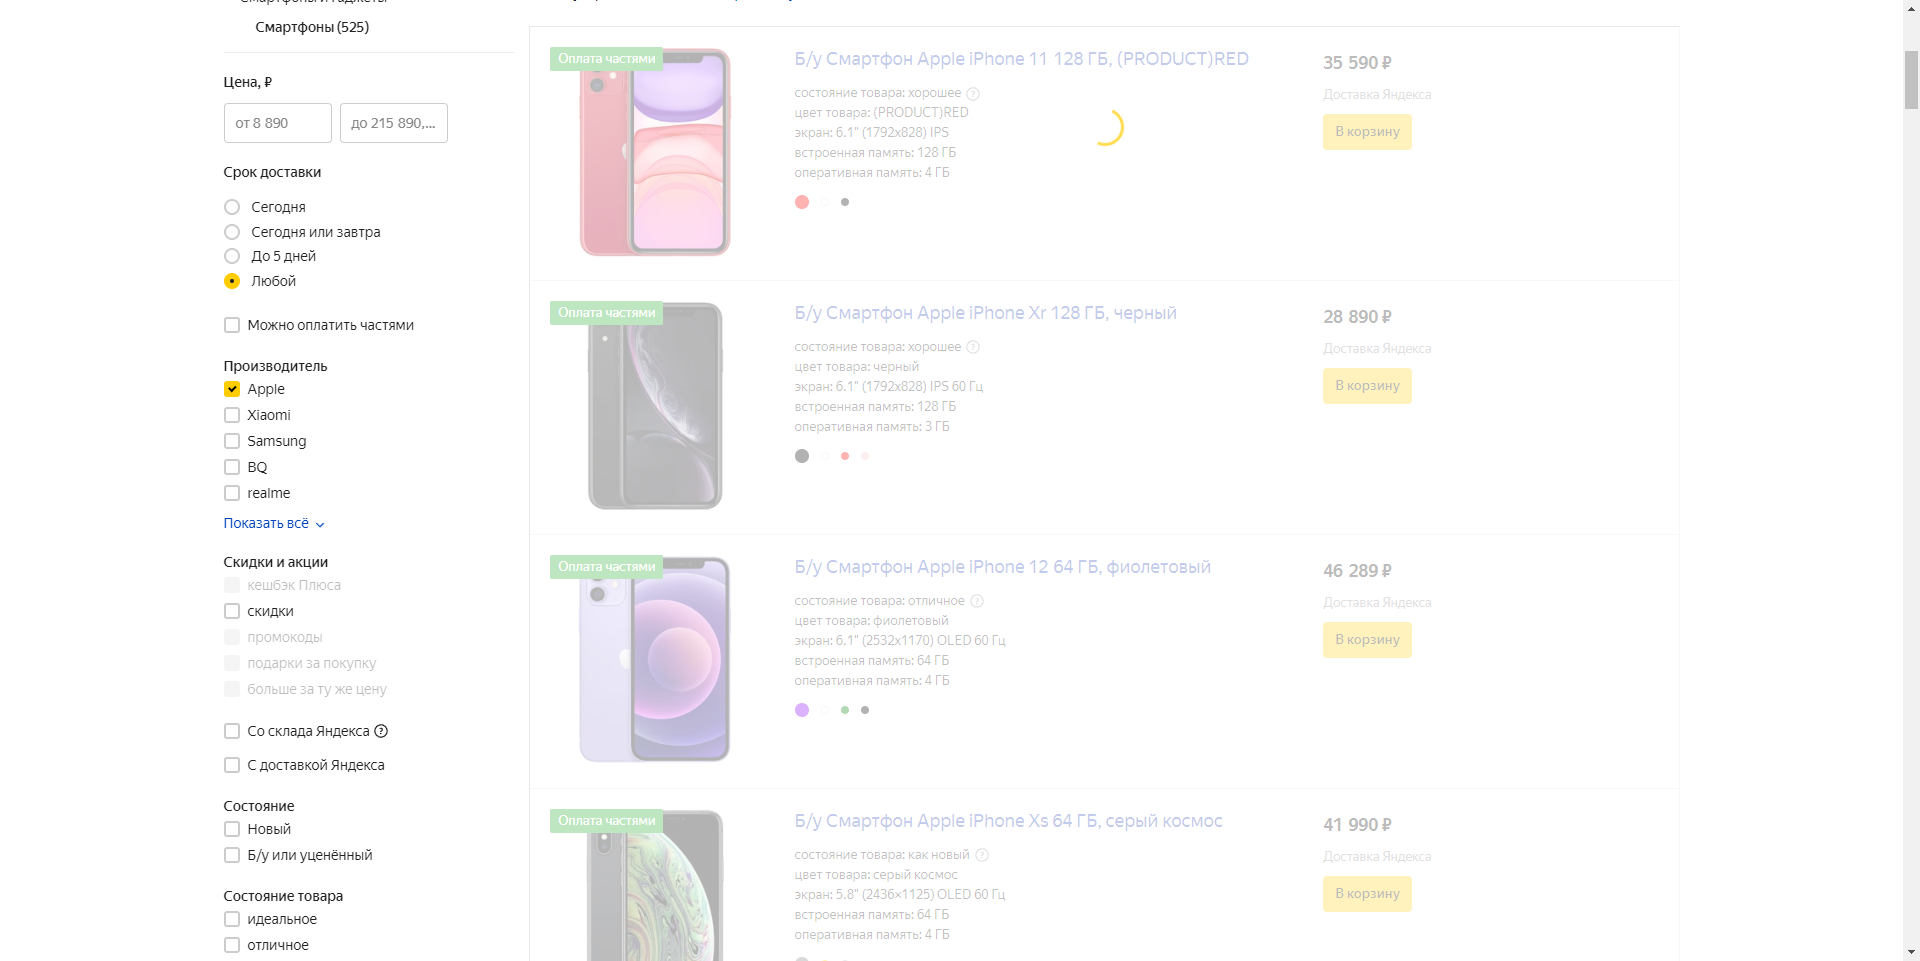 Смартфоны и гаджеты
Смартфоны (525)
Цена, ₽
от 8 890
до 215 890,...
Срок доставки
Сегодня
Сегодня или завтра
До 5 дней
Любой
Можно оплатить частями
Производитель
Apple
Xiaomi
Samsung
BQ
realme
Показать всё
Скидки и акции
кешбэк Плюса
скидки
промокоды
подарки за покупку
больше за ту же цену
Со склада Яндекса
С доставкой Яндекса
Состояние
Новый
Б/у или уценённый
Состояние товара
идеальное
отличное
Оплата частями
Б/у Смартфон Apple iPhone 11 128 ГБ, (PRODUCT)RED
состояние товара: хорошее
цвет товара: (PRODUCT)RED
экран: 6.1" (1792x828) IPS
встроенная память: 128 ГБ
оперативная память: 4 ГБ
35 590 ₽
Доставка Яндекса
В корзину
Оплата частями
Б/у Смартфон Apple iPhone Xr 128 ГБ, черный
состояние товара: хорошее
цвет товара: черный
экран: 6.1" (1792x828) IPS 60 Гц
встроенная память: 128 ГБ
оперативная память: 3 ГБ
28 890 ₽
Доставка Яндекса
В корзину
Оплата частями
Б/у Смартфон Apple iPhone 12 64 ГБ, фиолетовый
состояние товара: отличное
цвет товара: фиолетовый
экран: 6.1" (2532x1170) OLED 60 Гц
встроенная память: 64 ГБ
оперативная память: 4 ГБ
46 289 ₽
Доставка Яндекса
В корзину
Оплата частями
Б/у Смартфон Apple iPhone Xs 64 ГБ, серый космос
состояние товара: как новый
цвет товара: серый космос
экран: 5.8" (2436×1125) OLED 60 Гц
встроенная память: 64 ГБ
оперативная память: 4 ГБ
41 990 ₽
Доставка Яндекса
В корзину